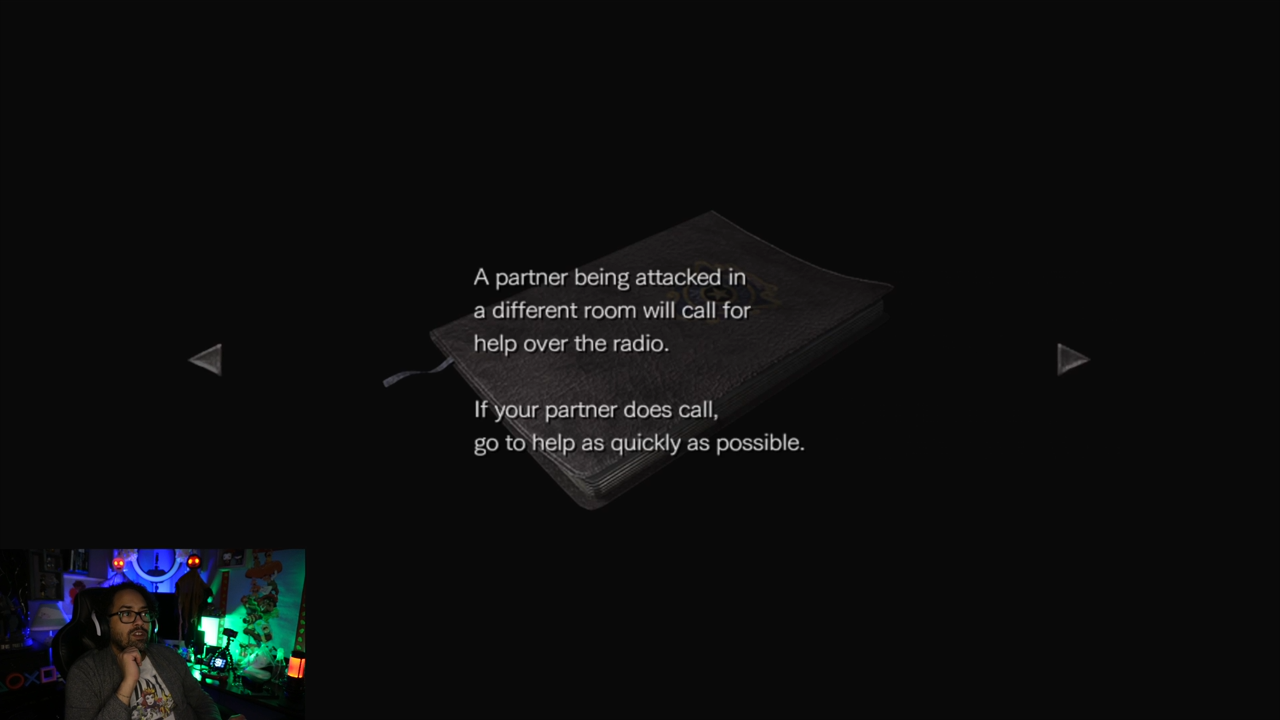 A partner being attacked in
a different room will call for
help over the radio.
If your partner does call,
go to help as quickly as possible.